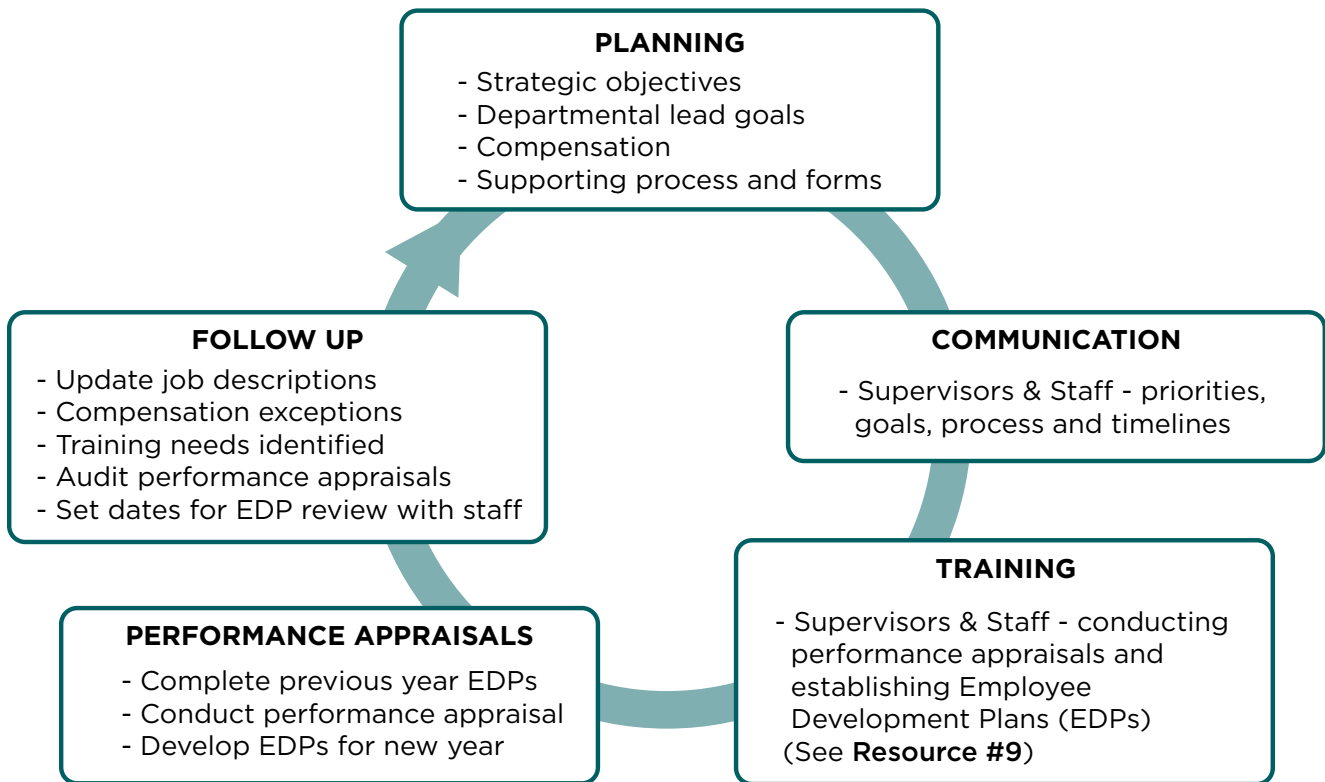 PLANNING
- Strategic objectives
- Departmental lead goals
- Compensation
- Supporting process and forms
COMMUNICATION
- Supervisors & Staff - priorities,
goals, process and timelines
TRAINING
- Supervisors & Staff - conducting
performance appraisals and
establishing Employee
Development Plans (EDPs)
(See Resource #9)
PERFORMANCE APPRAISALS
- Complete previous year EDPs
- Conduct performance appraisal
- Develop EDPs for new year
FOLLOW UP
- Update job descriptions
- Compensation exceptions
- Training needs identified
- Audit performance appraisals
- Set dates for EDP review with staff